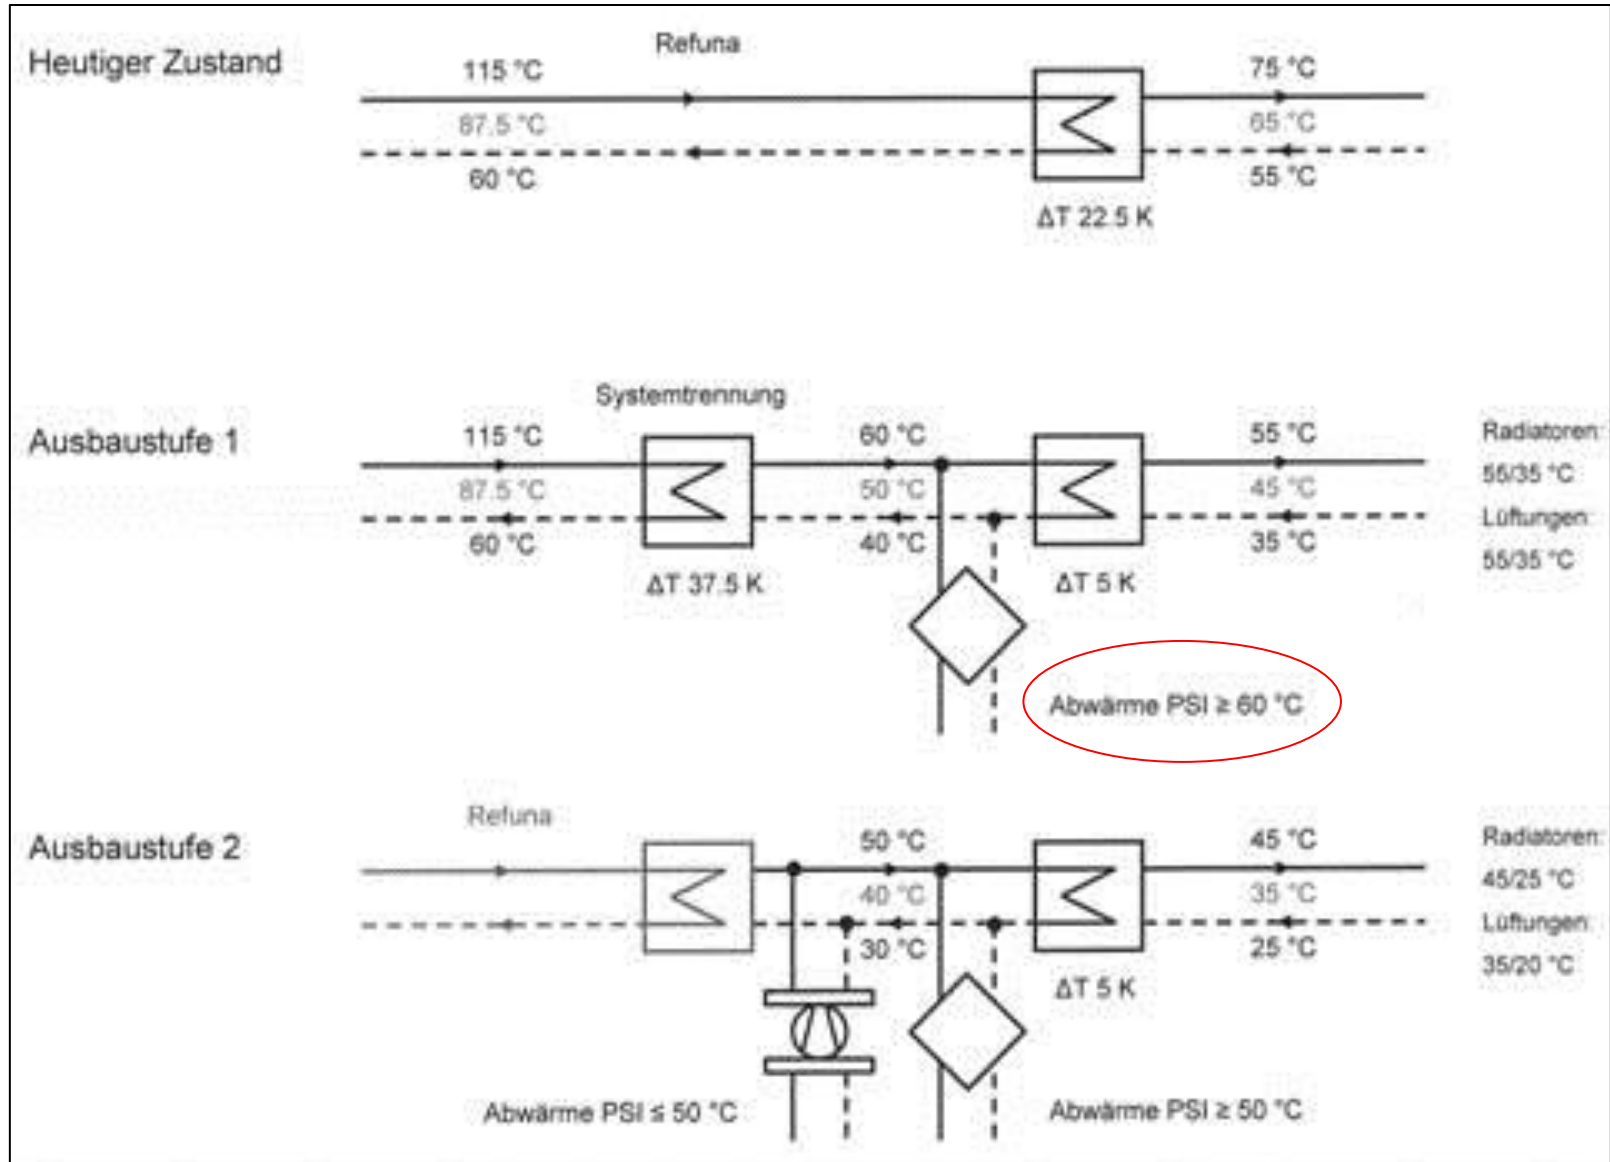 Heutiger Zustand
Refuna
115 °C
75 °C
87.5 °C
65 °C
60 °C
55 °C
ΔT 22.5 K
Systemtrennung
Ausbaustufe 1
115 °C
60 °C
55 °C
Radiatoren:
87.5 °C
50 °C
45 °C
55/35 °C
60 °C
40 °C
35 °C
Lüftungen:
55/35 °C
ΔT 37.5 K
ΔT 5 K
Abwärme PSI ≥ 60 °C
Refuna
Ausbaustufe 2
50 °C
45 °C
Radiatoren:
40 °C
35 °C
45/25 °C
30 °C
25 °C
Lüftungen:
35/20 °C
ΔT 5 K
Abwärme PSI ≤ 50 °C
Abwärme PSI ≥ 50 °C